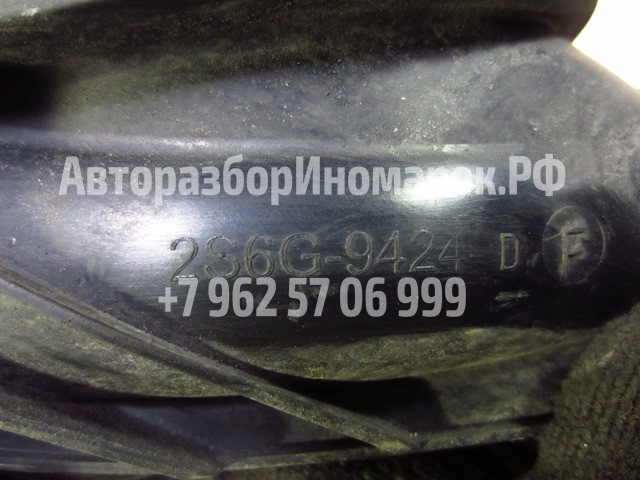 АвторазборИномарок.РФ
2S6G-9424-D F
+7 962 57 06 999